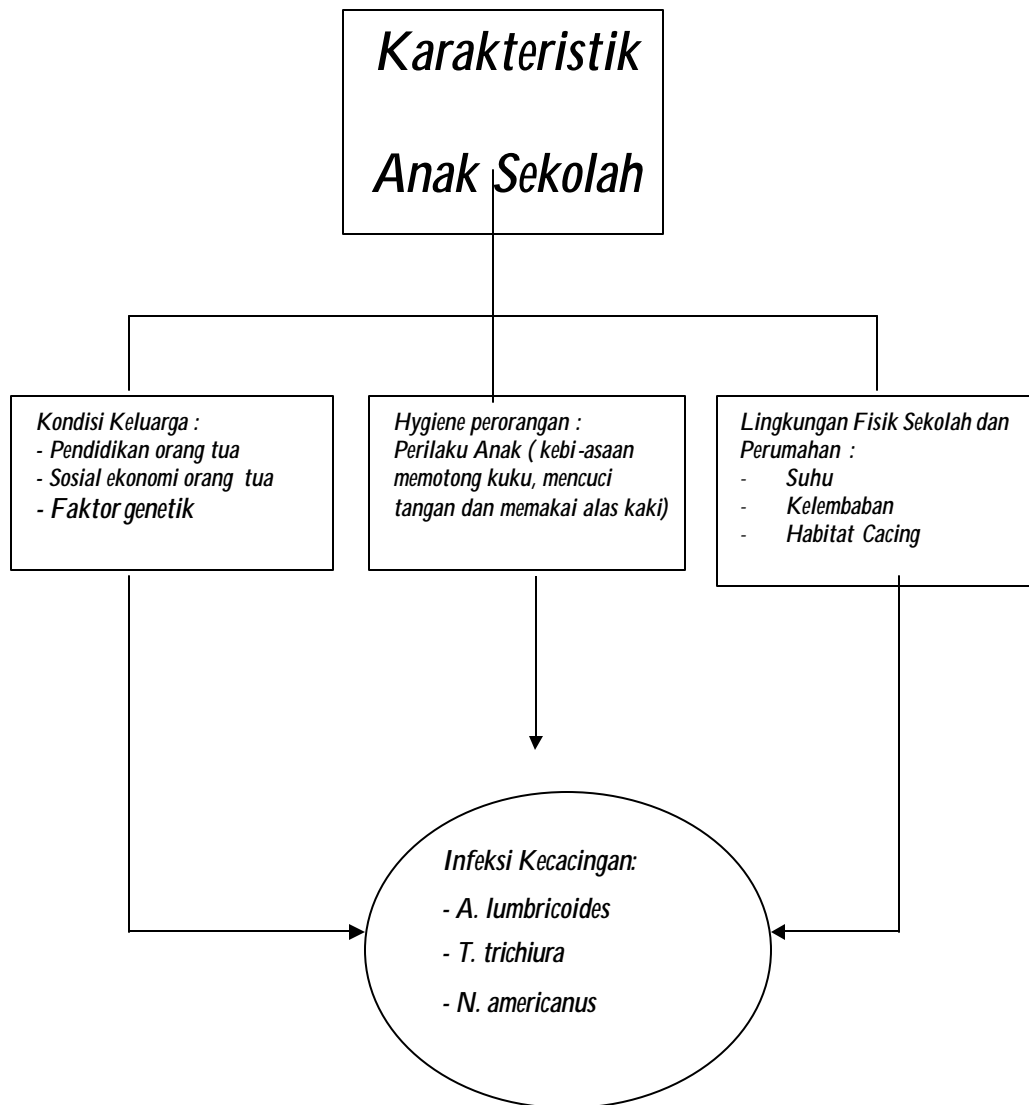 Karakteristik
Anak Sekolah
Kondisi Keluarga :
- Pendidikan orang tua
- Sosial ekonomi orang tua
- Faktor genetik
Hygiene perorangan :
Perilaku Anak ( kebi-asaan
memotong kuku, mencuci
tangan dan memakai alas kaki)
Lingkungan Fisik Sekolah dan
Perumahan :
- Suhu
- Kelembaban
- Habitat Cacing
Infeksi Kecacingan:
- A. lumbricoides
- T. trichiura
- N. americanus